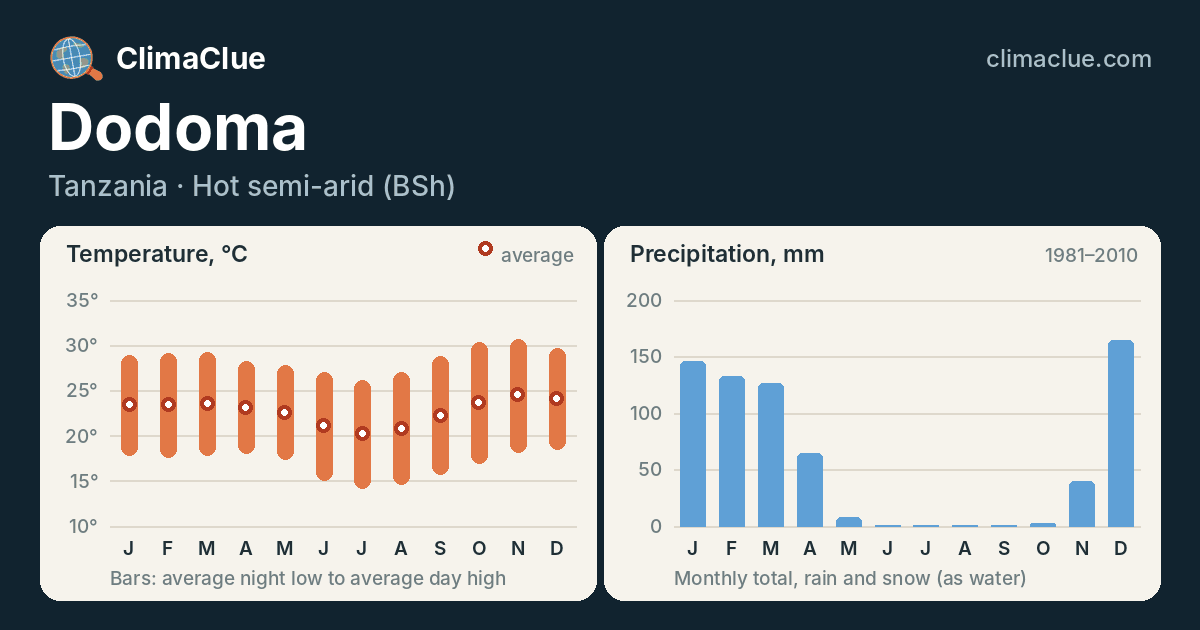 ClimaClue
climaclue.com
Dodoma
Tanzania · Hot semi-arid (BSh)
Temperature, °C
average
35°
30°
25°
20°
15°
10°
J F M A M J J A S O N D
Bars: average night low to average day high
Precipitation, mm
1981–2010
200
150
100
50
0
J F M A M J J A S O N D
Monthly total, rain and snow (as water)